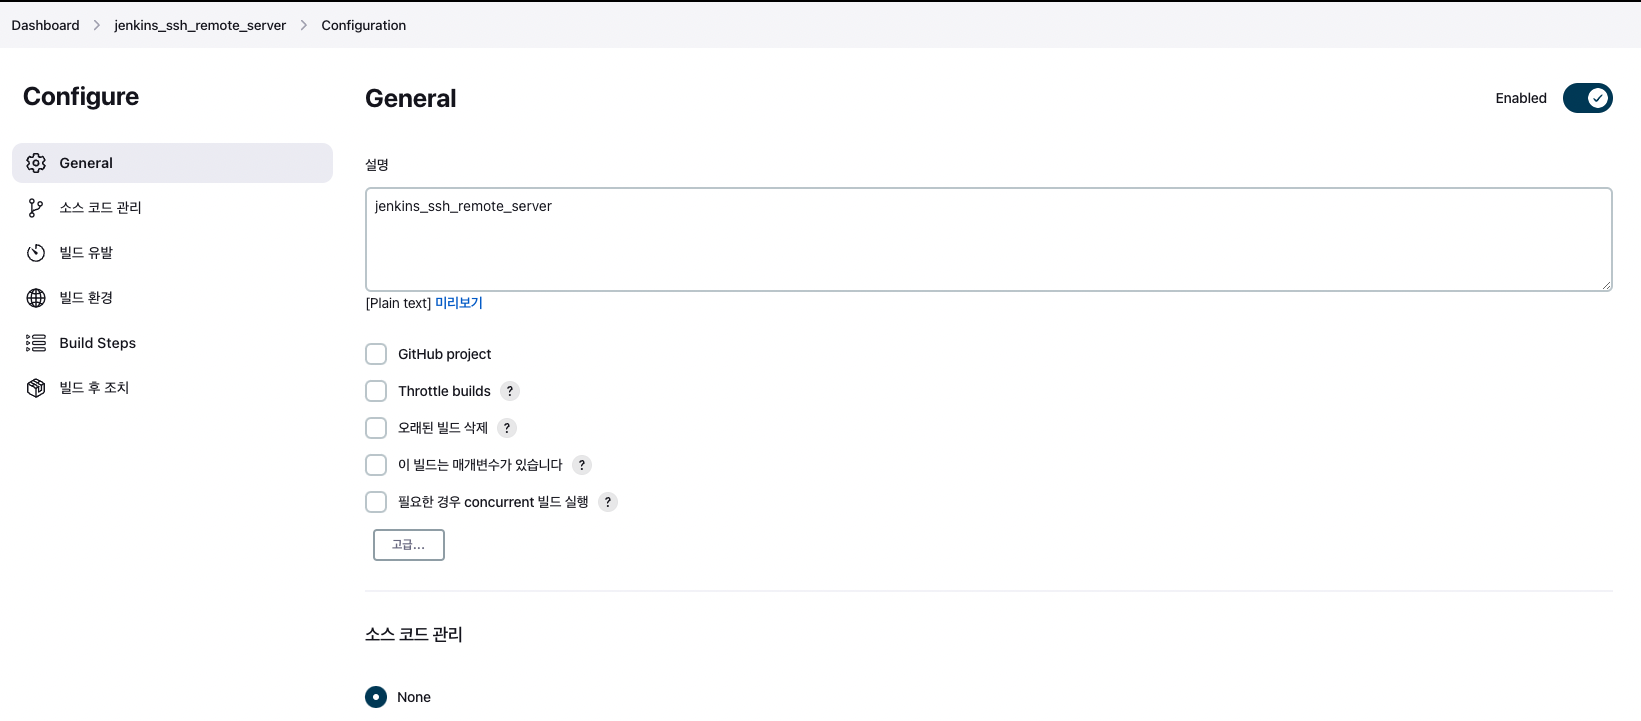 Dashboard > jenkins_ssh_remote_server > Configuration
Configure
General
소스 코드 관리
빌드 유발
빌드 환경
Build Steps
빌드 후 조치
General
Enabled
설명
jenkins_ssh_remote_server
[Plain text] 미리보기
GitHub project
Throttle builds ?
오래된 빌드 삭제 ?
이 빌드는 매개변수가 있습니다 ?
필요한 경우 concurrent 빌드 실행 ?
고급...
소스 코드 관리
None